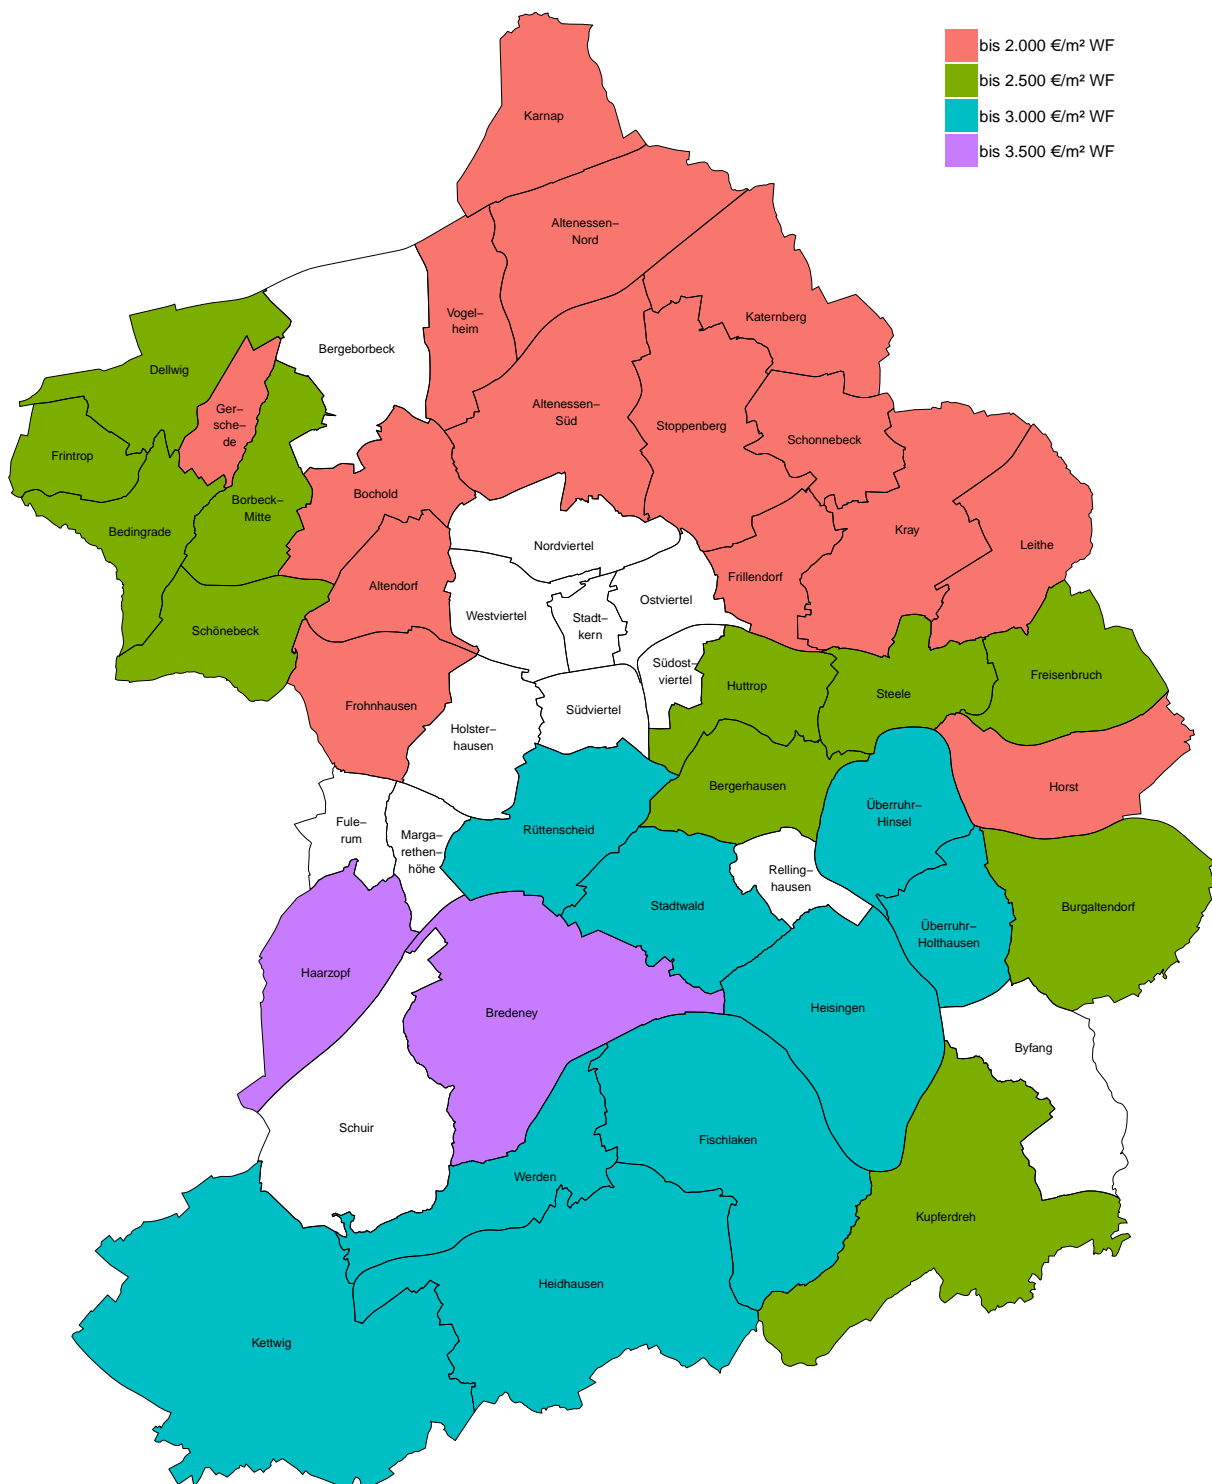 bis 2.000 €/m² WF
bis 2.500 €/m² WF
bis 3.000 €/m² WF
bis 3.500 €/m² WF
Karnap
Altenessen–
Nord
Vogel–
heim
Katernberg
Bergeborbeck
Dellwig
Ger–
sche–
de
Altenessen–
Süd
Stoppenberg
Schonnebeck
Frintrop
Borbeck–
Mitte
Bochold
Bedingrade
Nordviertel
Kray
Leithe
Altendorf
Frillendorf
Ostviertel
Westviertel
Stadt–
kern
Schönebeck
Südost–
viertel
Huttrop
Steele
Freisenbruch
Frohnhausen
Südviertel
Holster–
hausen
Bergerhausen
Horst
Überruhr–
Hinsel
Fule–
rum
Marga–
rethen–
höhe
Rüttenscheid
Relling–
hausen
Stadtwald
Burgaltendorf
Überruhr–
Holthausen
Haarzopf
Bredeney
Heisingen
Byfang
Schuir
Fischlaken
Werden
Kupferdreh
Heidhausen
Kettwig